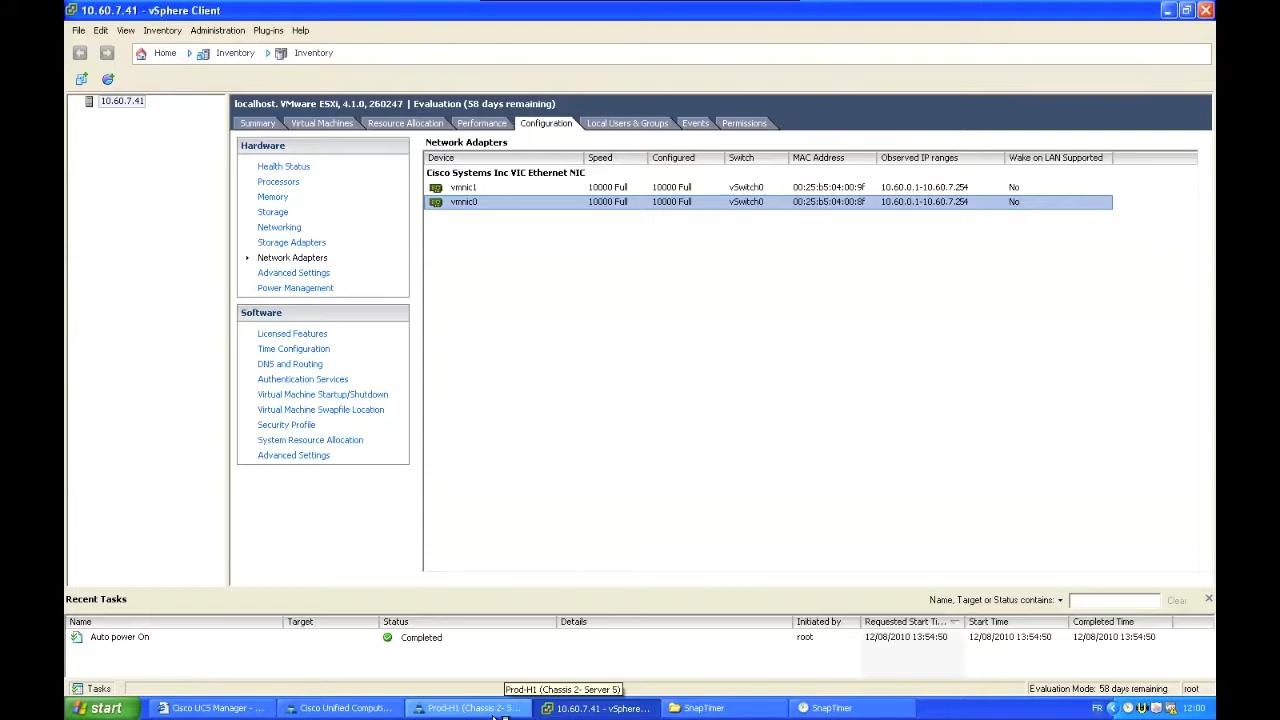 10.60.7.41 - vSphere Client
File Edit View Inventory Administration Plug-ins Help
Home Inventory Inventory
10.60.7.41
localhost. VMware ESXi, 4.1.0, 260247 | Evaluation (58 days remaining)
Summary Virtual Machines Resource Allocation Performance Configuration Local Users & Groups Events Permissions
Hardware
Health Status
Processors
Memory
Storage
Networking
Storage Adapters
Network Adapters
Advanced Settings
Power Management
Software
Licensed Features
Time Configuration
DNS and Routing
Authentication Services
Virtual Machine Startup/Shutdown
Virtual Machine Swapfile Location
Security Profile
System Resource Allocation
Advanced Settings
Network Adapters
Device Speed Configured Switch MAC Address Observed IP ranges Wake on LAN Supported
Cisco Systems Inc VIC Ethernet NIC
vmnic1 10000 Full 10000 Full vSwitch0 00:25:b5:04:00:9f 10.60.0.1-10.60.7.254 No
vmnic0 10000 Full 10000 Full vSwitch0 00:25:b5:04:00:8f 10.60.0.1-10.60.7.254 No
Recent Tasks
Name, Target or Status contains: Clear
Name Target Status Details Initiated by Requested Start Ti... Start Time Completed Time
Auto power On Completed root 12/08/2010 13:54:50 12/08/2010 13:54:50 12/08/2010 13:54:50
Prod-H1 (Chassis 2- Server 5)
Tasks Evaluation Mode: 58 days remaining root
start Cisco UCS Manager - ... Cisco Unified Computi... Prod-H1 (Chassis 2- S... 10.60.7.41 - vSphere... SnapTimer SnapTimer FR 12:00